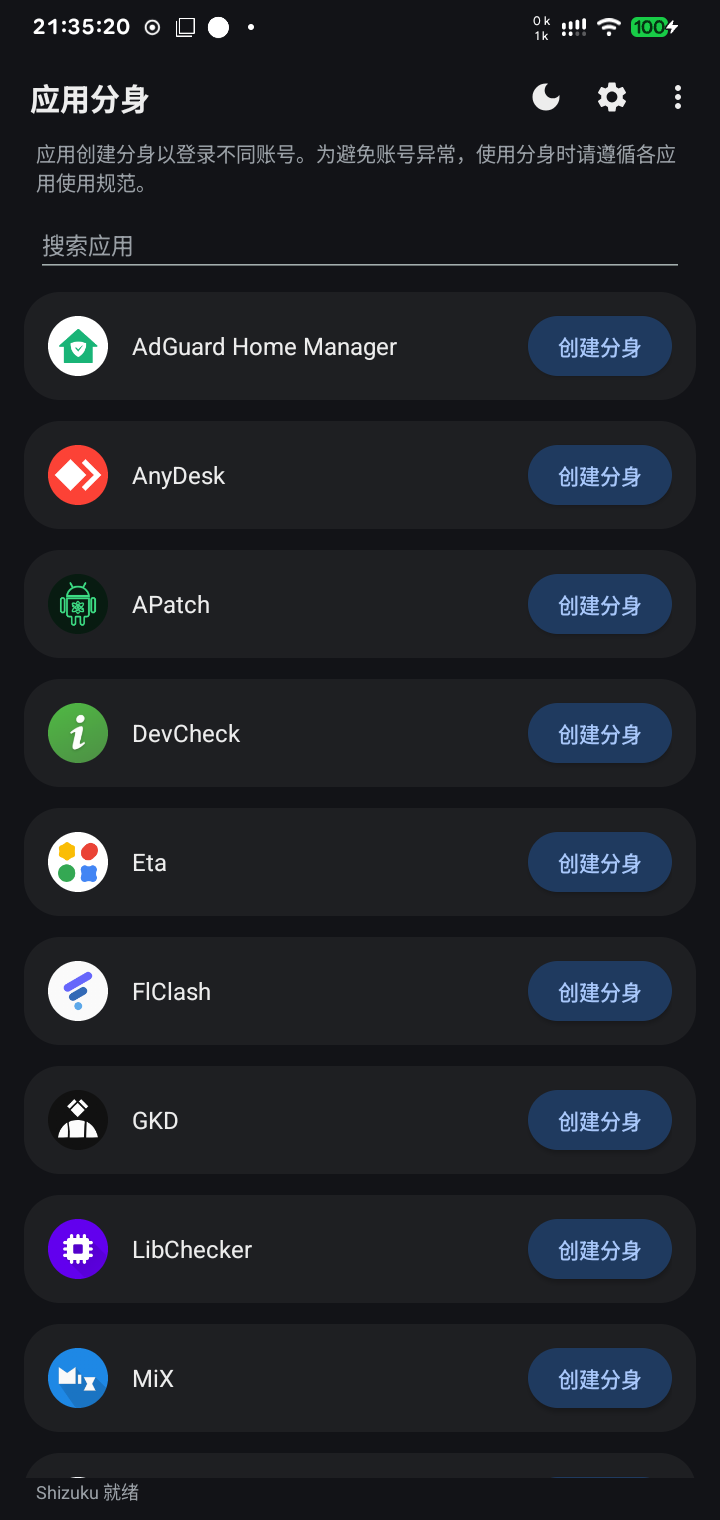 21:35:20
0 k
1k
100
应用分身
应用创建分身以登录不同账号。为避免账号异常，使用分身时请遵循各应
用使用规范。
搜索应用
AdGuard Home Manager
创建分身
AnyDesk
创建分身
APatch
创建分身
DevCheck
创建分身
Eta
创建分身
FlClash
创建分身
GKD
创建分身
LibChecker
创建分身
MiX
创建分身
Shizuku 就绪